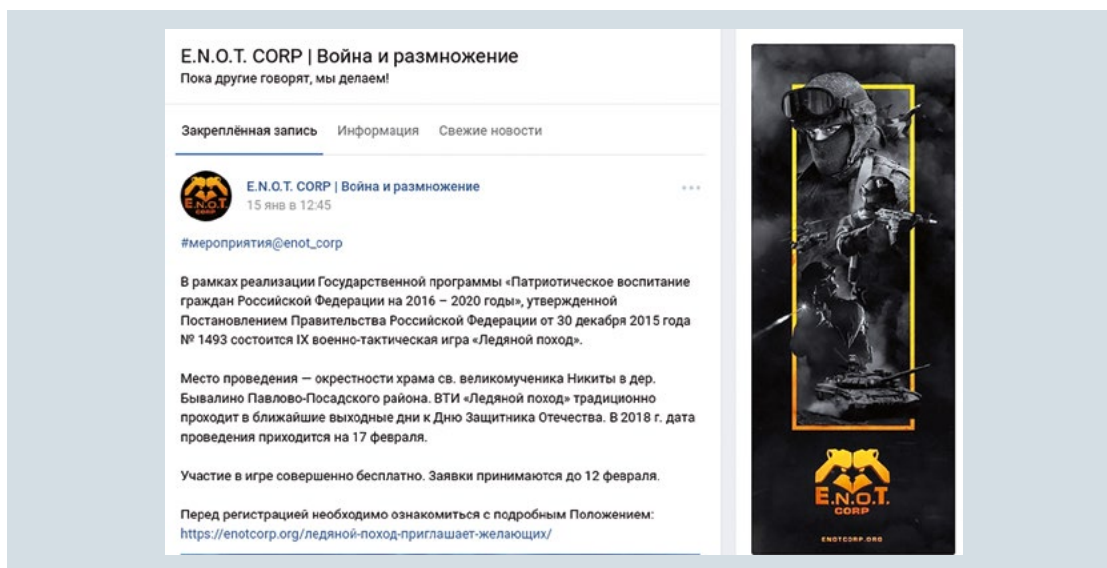 E.N.O.T. CORP | Война и размножение
Пока другие говорят, мы делаем!
Закреплённая запись Информация Свежие новости
E.N.O.T. CORP | Война и размножение
15 янв в 12:45
#мероприятия@enot_corp
В рамках реализации Государственной программы «Патриотическое воспитание
граждан Российской Федерации на 2016 – 2020 годы», утвержденной
Постановлением Правительства Российской Федерации от 30 декабря 2015 года
№ 1493 состоится IX военно-тактическая игра «Ледяной поход».
Место проведения — окрестности храма св. великомученика Никиты в дер.
Бывалино Павлово-Посадского района. ВТИ «Ледяной поход» традиционно
проходит в ближайшие выходные дни к Дню Защитника Отечества. В 2018 г. дата
проведения приходится на 17 февраля.
Участие в игре совершенно бесплатно. Заявки принимаются до 12 февраля.
Перед регистрацией необходимо ознакомиться с подробным Положением:
https://enotcorp.org/ледяной-поход-приглашает-желающих/
E.N.O.T.
CORP
E.N.O.T.
CORP
ENOTCORP.ORG